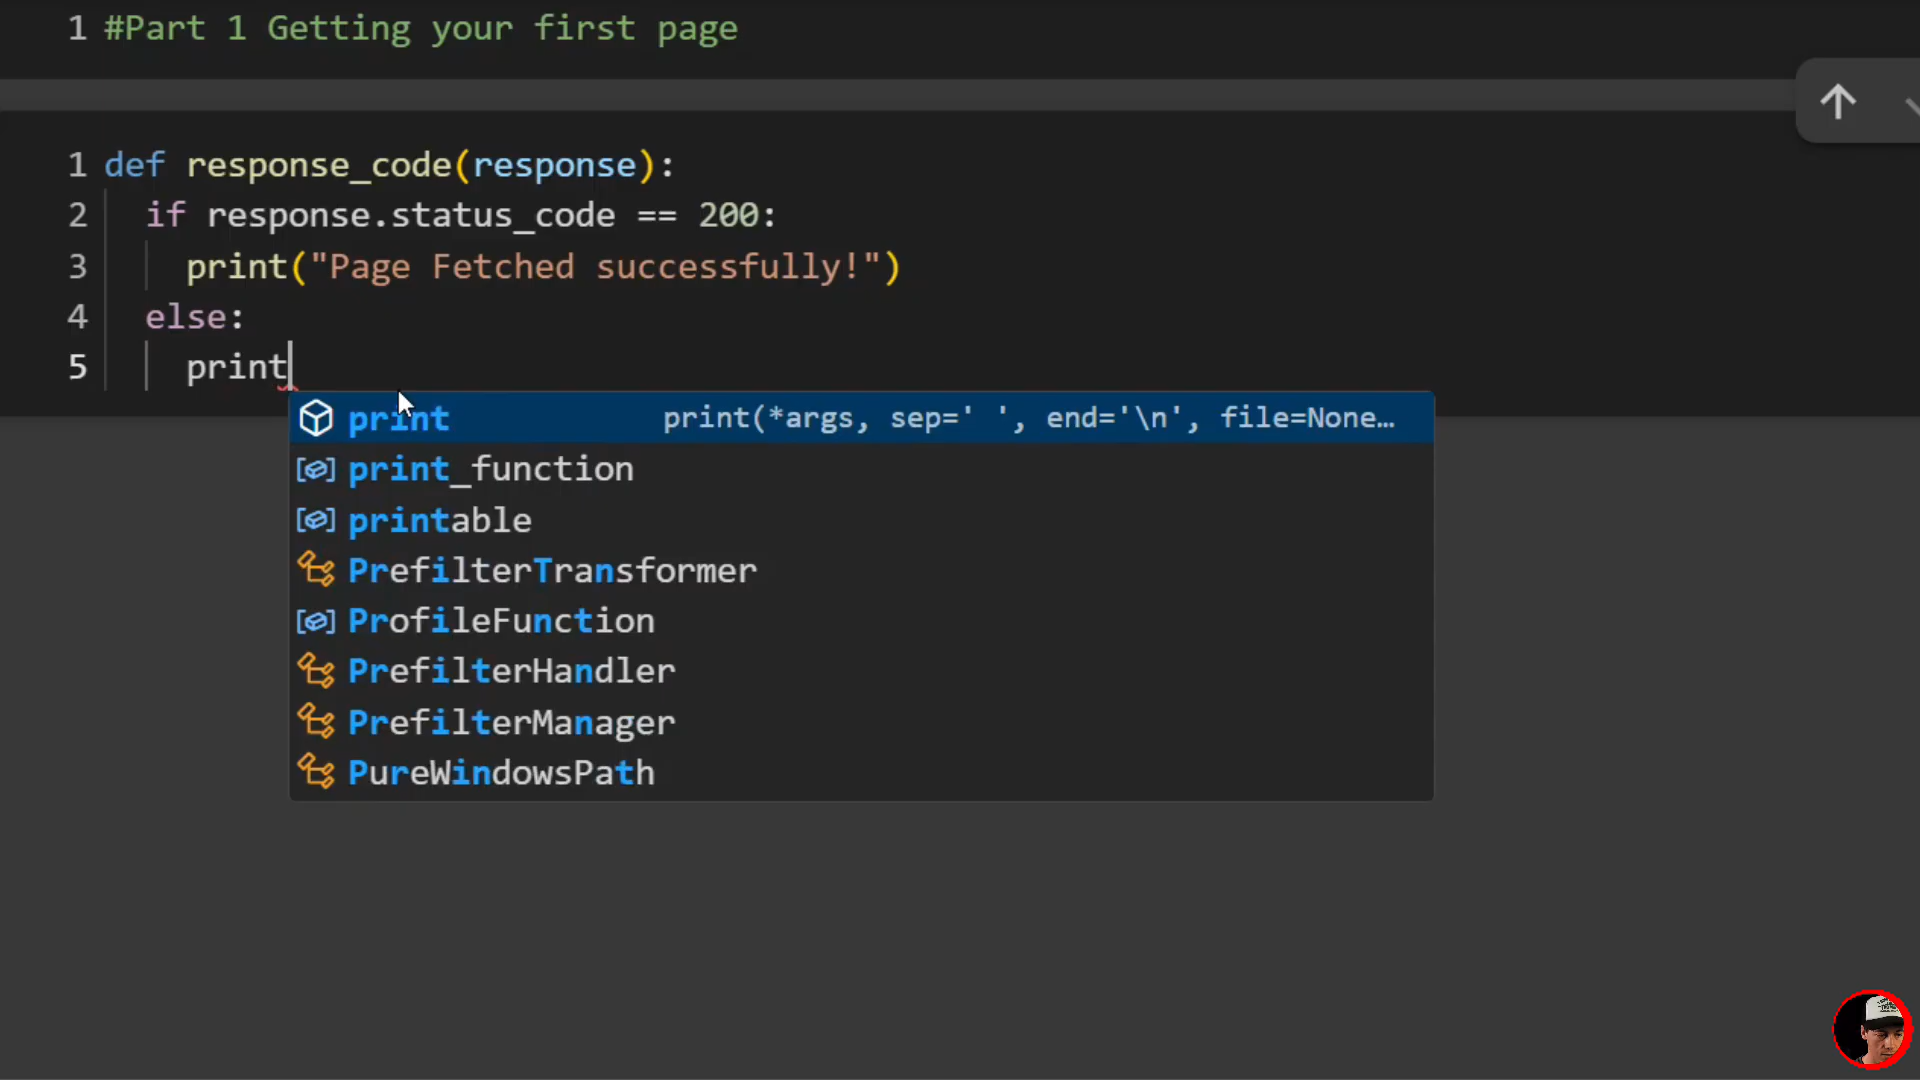 1 #Part 1 Getting your first page
1 def response_code(response):
2 if response.status_code == 200:
3 print("Page Fetched successfully!")
4 else:
5 print
print print(*args, sep=' ', end='\n', file=None…
print_function
printable
PrefilterTransformer
ProfileFunction
PrefilterHandler
PrefilterManager
PureWindowsPath